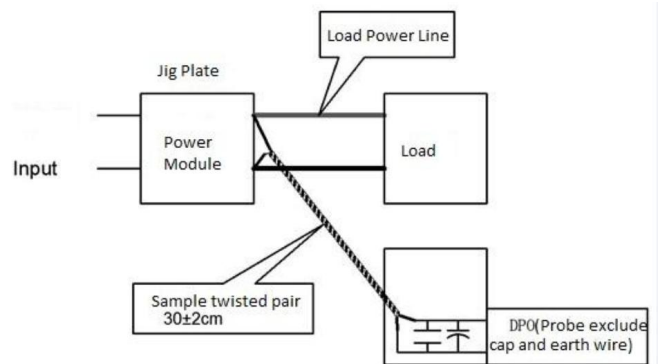 Load Power Line
Jig Plate
Power
Module
Load
Input
Sample twisted pair
30±2cm
DPO(Probe exclude
cap and earth wire)